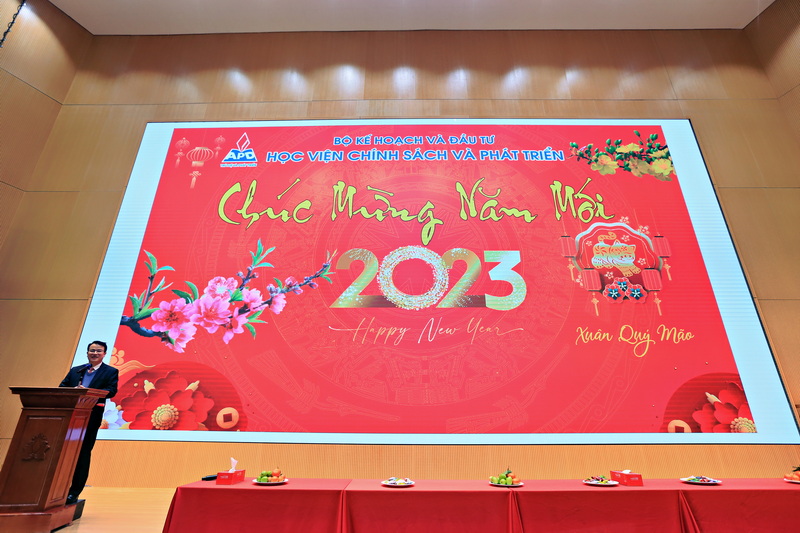 BỘ KẾ HOẠCH VÀ ĐẦU TƯ
APD
HỌC VIỆN CHÍNH SÁCH VÀ PHÁT TRIỂN
Chúc Mừng Năm Mới
2023
Happy New Year
Xuân Quý Mão